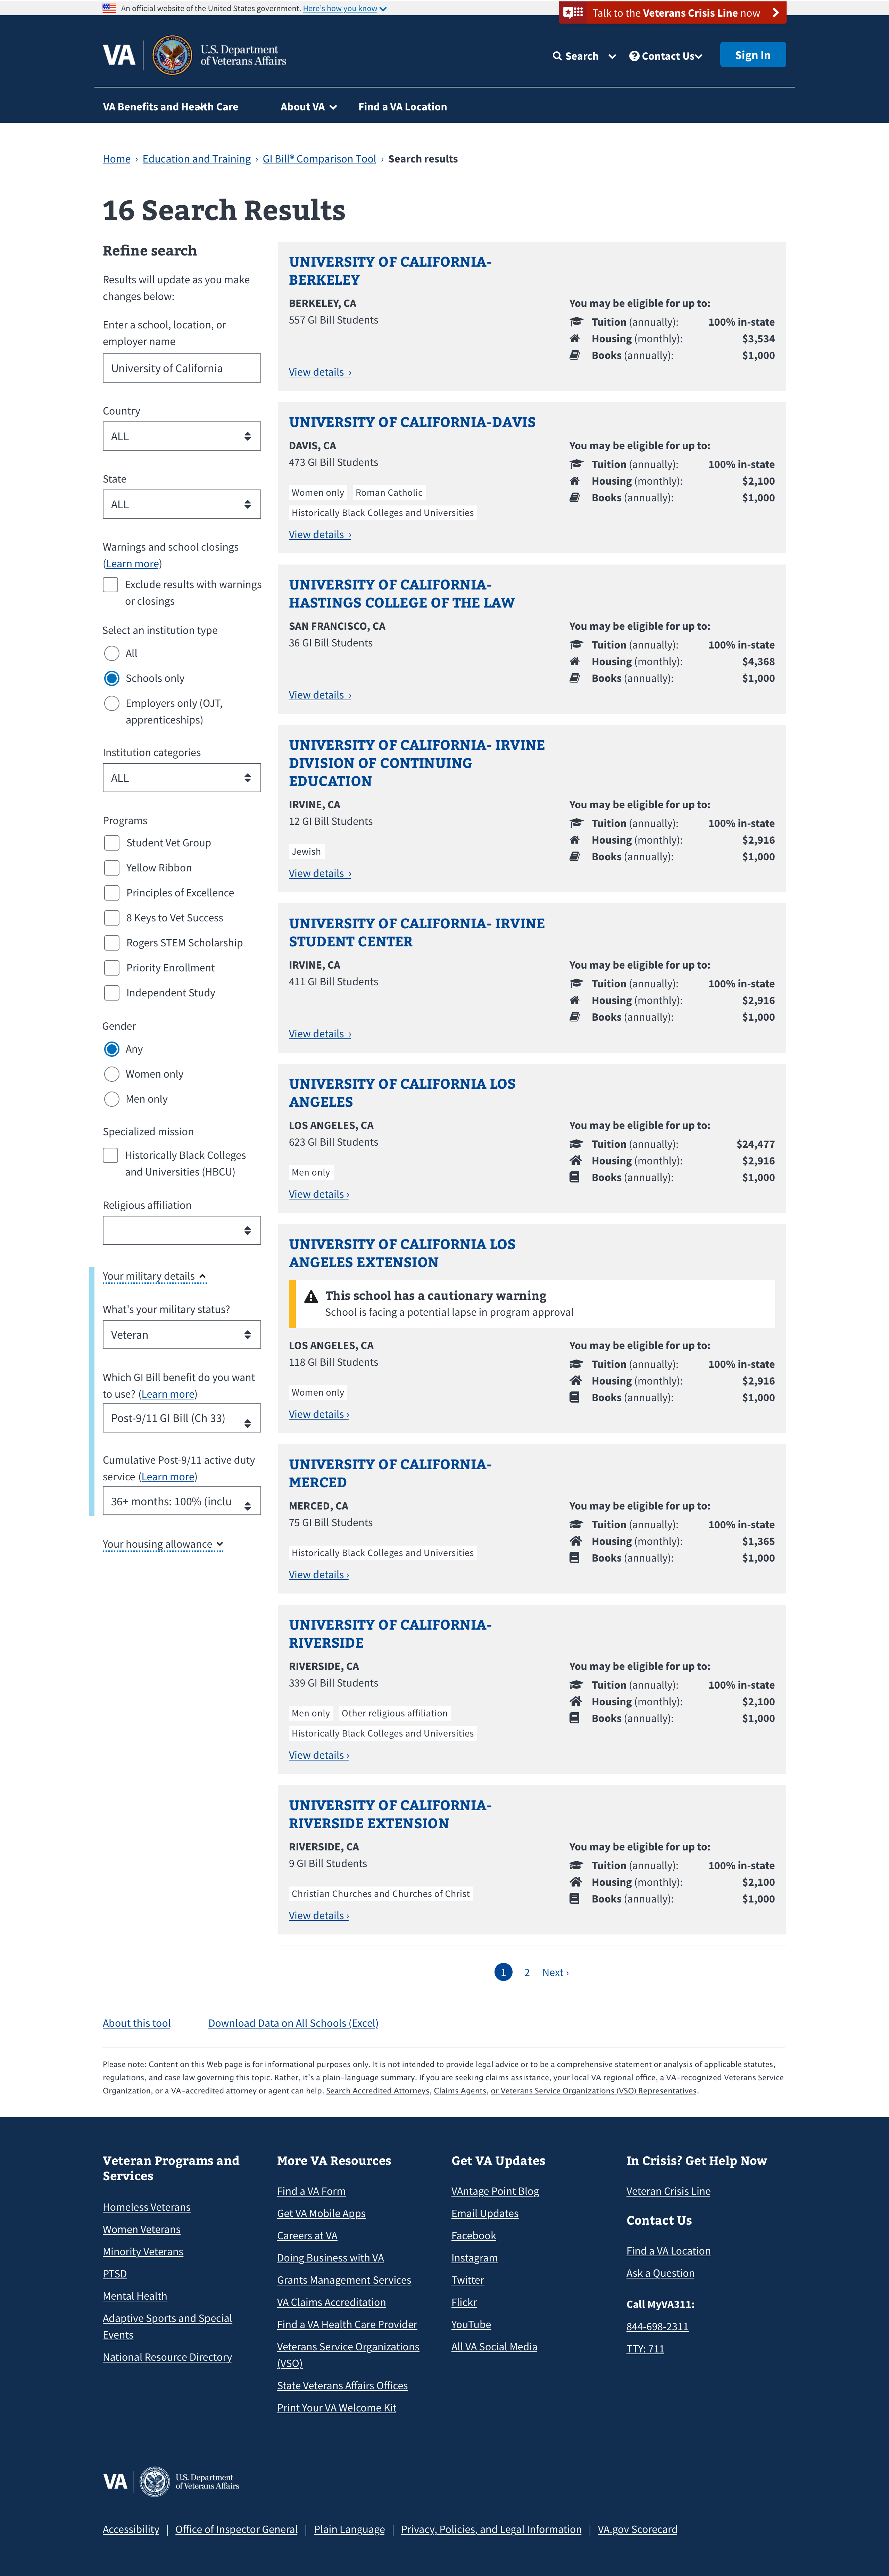 An official website of the United States government. Here's how you know
Talk to the Veterans Crisis Line now
VA
U.S. Department
of Veterans Affairs
Search
Contact Us
Sign In
VA Benefits and Health Care
About VA
Find a VA Location
Home › Education and Training › GI Bill® Comparison Tool › Search results
16 Search Results
Refine search
Results will update as you make
changes below:
Enter a school, location, or
employer name
University of California
Country
ALL
State
ALL
Warnings and school closings
(Learn more)
Exclude results with warnings
or closings
Select an institution type
All
Schools only
Employers only (OJT,
apprenticeships)
Institution categories
ALL
Programs
Student Vet Group
Yellow Ribbon
Principles of Excellence
8 Keys to Vet Success
Rogers STEM Scholarship
Priority Enrollment
Independent Study
Gender
Any
Women only
Men only
Specialized mission
Historically Black Colleges
and Universities (HBCU)
Religious affiliation
Your military details
What's your military status?
Veteran
Which GI Bill benefit do you want
to use? (Learn more)
Post-9/11 GI Bill (Ch 33)
Cumulative Post-9/11 active duty
service (Learn more)
36+ months: 100% (inclu
Your housing allowance
UNIVERSITY OF CALIFORNIA-
BERKELEY
BERKELEY, CA
557 GI Bill Students
View details ›
You may be eligible for up to:
Tuition (annually): 100% in-state
Housing (monthly): $3,534
Books (annually): $1,000
UNIVERSITY OF CALIFORNIA-DAVIS
DAVIS, CA
473 GI Bill Students
Women only Roman Catholic
Historically Black Colleges and Universities
View details ›
You may be eligible for up to:
Tuition (annually): 100% in-state
Housing (monthly): $2,100
Books (annually): $1,000
UNIVERSITY OF CALIFORNIA-
HASTINGS COLLEGE OF THE LAW
SAN FRANCISCO, CA
36 GI Bill Students
View details ›
You may be eligible for up to:
Tuition (annually): 100% in-state
Housing (monthly): $4,368
Books (annually): $1,000
UNIVERSITY OF CALIFORNIA- IRVINE
DIVISION OF CONTINUING
EDUCATION
IRVINE, CA
12 GI Bill Students
Jewish
View details ›
You may be eligible for up to:
Tuition (annually): 100% in-state
Housing (monthly): $2,916
Books (annually): $1,000
UNIVERSITY OF CALIFORNIA- IRVINE
STUDENT CENTER
IRVINE, CA
411 GI Bill Students
View details ›
You may be eligible for up to:
Tuition (annually): 100% in-state
Housing (monthly): $2,916
Books (annually): $1,000
UNIVERSITY OF CALIFORNIA LOS
ANGELES
LOS ANGELES, CA
623 GI Bill Students
Men only
View details ›
You may be eligible for up to:
Tuition (annually): $24,477
Housing (monthly): $2,916
Books (annually): $1,000
UNIVERSITY OF CALIFORNIA LOS
ANGELES EXTENSION
This school has a cautionary warning
School is facing a potential lapse in program approval
LOS ANGELES, CA
118 GI Bill Students
Women only
View details ›
You may be eligible for up to:
Tuition (annually): 100% in-state
Housing (monthly): $2,916
Books (annually): $1,000
UNIVERSITY OF CALIFORNIA-
MERCED
MERCED, CA
75 GI Bill Students
Historically Black Colleges and Universities
View details ›
You may be eligible for up to:
Tuition (annually): 100% in-state
Housing (monthly): $1,365
Books (annually): $1,000
UNIVERSITY OF CALIFORNIA-
RIVERSIDE
RIVERSIDE, CA
339 GI Bill Students
Men only Other religious affiliation
Historically Black Colleges and Universities
View details ›
You may be eligible for up to:
Tuition (annually): 100% in-state
Housing (monthly): $2,100
Books (annually): $1,000
UNIVERSITY OF CALIFORNIA-
RIVERSIDE EXTENSION
RIVERSIDE, CA
9 GI Bill Students
Christian Churches and Churches of Christ
View details ›
You may be eligible for up to:
Tuition (annually): 100% in-state
Housing (monthly): $2,100
Books (annually): $1,000
1 2 Next ›
About this tool
Download Data on All Schools (Excel)
Please note: Content on this Web page is for informational purposes only. It is not intended to provide legal advice or to be a comprehensive statement or analysis of applicable statutes,
regulations, and case law governing this topic. Rather, it's a plain-language summary. If you are seeking claims assistance, your local VA regional office, a VA-recognized Veterans Service
Organization, or a VA-accredited attorney or agent can help. Search Accredited Attorneys, Claims Agents, or Veterans Service Organizations (VSO) Representatives.
Veteran Programs and
Services
Homeless Veterans
Women Veterans
Minority Veterans
PTSD
Mental Health
Adaptive Sports and Special
Events
National Resource Directory
More VA Resources
Find a VA Form
Get VA Mobile Apps
Careers at VA
Doing Business with VA
Grants Management Services
VA Claims Accreditation
Find a VA Health Care Provider
Veterans Service Organizations
(VSO)
State Veterans Affairs Offices
Print Your VA Welcome Kit
Get VA Updates
VAntage Point Blog
Email Updates
Facebook
Instagram
Twitter
Flickr
YouTube
All VA Social Media
In Crisis? Get Help Now
Veteran Crisis Line
Contact Us
Find a VA Location
Ask a Question
Call MyVA311:
844-698-2311
TTY: 711
VA
U.S. Department
of Veterans Affairs
Accessibility | Office of Inspector General | Plain Language | Privacy, Policies, and Legal Information | VA.gov Scorecard